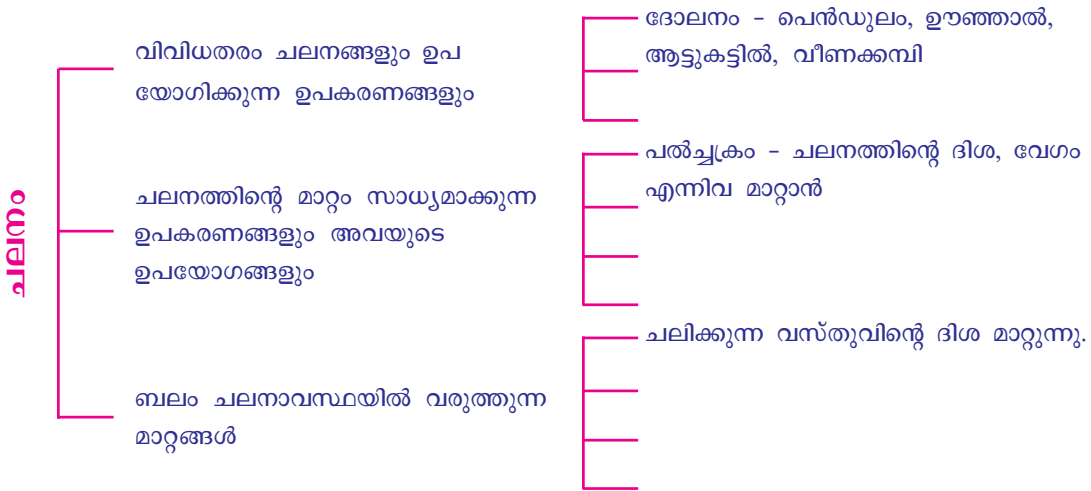 ചലനം
വിവിധതരം ചലനങ്ങളും ഉപ
യോഗിക്കുന്ന ഉപകരണങ്ങളും
ദോലനം - പെൻഡുലം, ഊഞ്ഞാൽ,
ആട്ടുകട്ടിൽ, വീണക്കമ്പി
ചലനത്തിന്റെ മാറ്റം സാധ്യമാക്കുന്ന
ഉപകരണങ്ങളും അവയുടെ
ഉപയോഗങ്ങളും
പൽച്ചക്രം - ചലനത്തിന്റെ ദിശ, വേഗം
എന്നിവ മാറ്റാൻ
ബലം ചലനാവസ്ഥയിൽ വരുത്തുന്ന
മാറ്റങ്ങൾ
ചലിക്കുന്ന വസ്തുവിന്റെ ദിശ മാറ്റുന്നു.